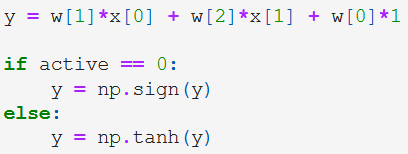 y = w[1]*x[0] + w[2]*x[1] + w[0]*1
if active == 0:
    y = np.sign(y)
else:
    y = np.tanh(y)